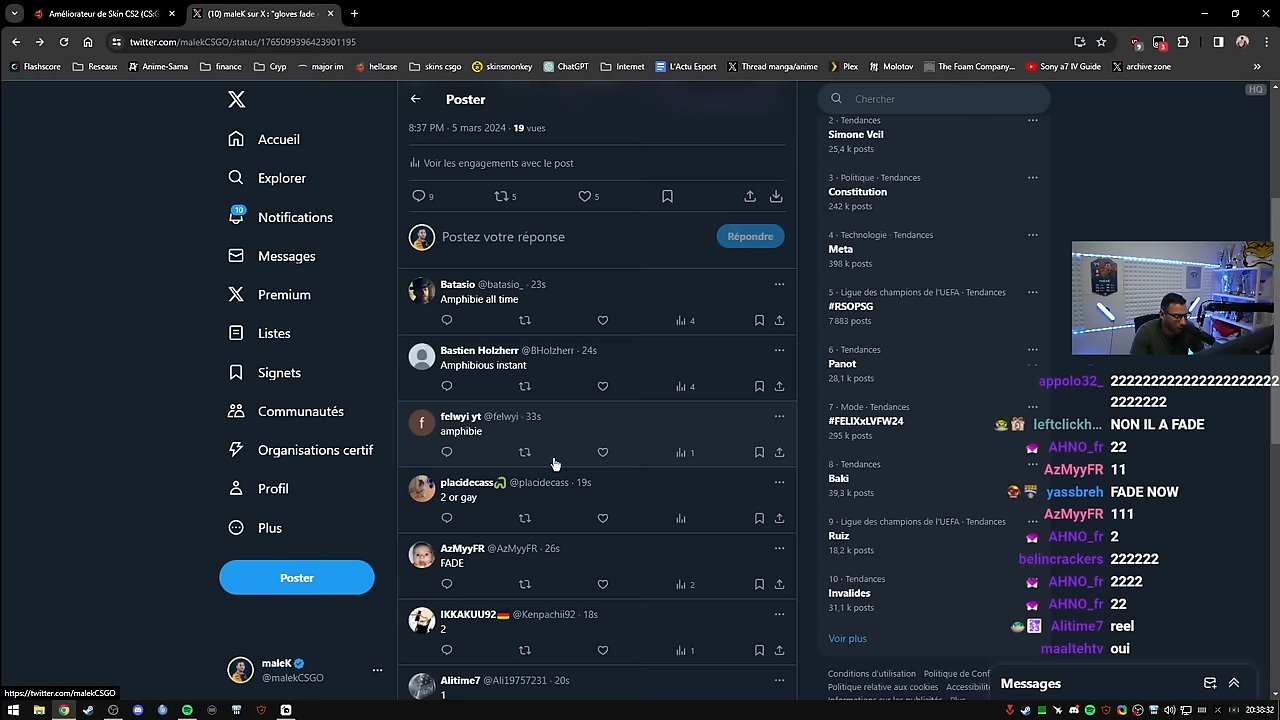 Améliorateur de Skin CS2 (CS:G
(10) maleK sur X : "gloves fade
twitter.com/malekCSGO/status/1765099396423901195
Flashscore
Reseaux
Anime-Sama
finance
Cryp
major im
hellcase
skins csgo
skinsmonkey
ChatGPT
Internet
L'Actu Esport
Thread manga/anime
Plex
Molotov
The Foam Company...
Sony a7 IV Guide
archive zone
HQ
Accueil
Explorer
10
Notifications
Messages
Premium
Listes
Signets
Communautés
Organisations certif
Profil
Plus
Poster
maleK
@malekCSGO
https://twitter.com/malekCSGO
Poster
8:37 PM · 5 mars 2024 · 19 vues
Voir les engagements avec le post
9 5 5
Postez votre réponse
Répondre
@batasio_ · 23s
Amphibie all time
4
Bastien Holzherr @BHolzherr · 24s
Amphibious instant
4
felwyi yt @felwyi · 33s
amphibie
1
placidecass @placidecass · 19s
2 or gay
AzMyyFR @AzMyyFR · 26s
FADE
2
IKKAKUU92 @Kenpachii92 · 18s
2
1
Alitime7 @Ali19757231 · 20s
1
Chercher
2 · Tendances
Simone Veil
25,4 k posts
3 · Politique · Tendances
Constitution
242 k posts
4 · Technologie · Tendances
Meta
398 k posts
5 · Ligue des champions de l'UEFA · Tendances
#RSOPSG
7 883 posts
6 · Tendances
Panot
28,1 k posts
7 · Mode · Tendances
#FELIXxLVFW24
295 k posts
8 · Tendances
Baki
39,3 k posts
9 · Ligue des champions de l'UEFA · Tendances
Ruiz
18,2 k posts
10 · Tendances
Invalides
31,1 k posts
Voir plus
Conditions d'utilisation Politique de Conf
Politique relative aux cookies Accessibilité
Messages
appolo32_ 2222222222222222222222
2222222
leftclickh... NON IL A FADE
AHNO_fr 22
AzMyyFR 11
yassbreh FADE NOW
AzMyyFR 111
AHNO_fr 2
belincrackers 222222
AHNO_fr 2222
AHNO_fr 22
Alitime7 reel
maaltehtv oui
20:38:32